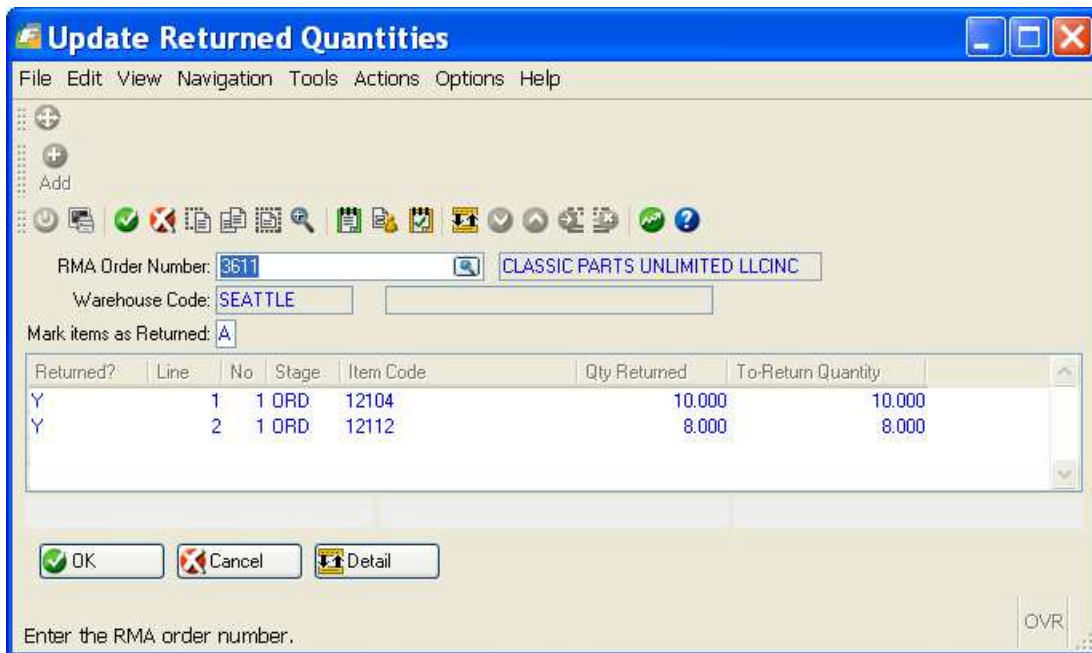 Update Returned Quantities
File Edit View Navigation Tools Actions Options Help
Add
RMA Order Number: 3611 CLASSIC PARTS UNLIMITED LLCINC
Warehouse Code: SEATTLE
Mark items as Returned: A
Returned? Line No Stage Item Code Qty Returned To-Return Quantity
Y 1 1 ORD 12104 10.000 10.000
Y 2 1 ORD 12112 8.000 8.000
OK Cancel Detail
Enter the RMA order number. OVR